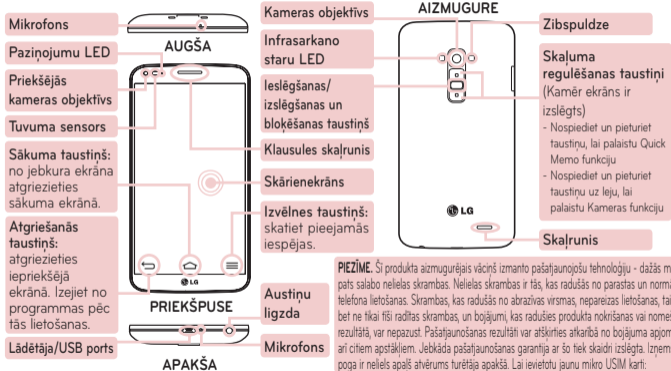 Mikrofons
Paziņojumu LED
Priekšējās
kameras objektīvs
Tuvuma sensors
Sākuma taustiņš:
no jebkura ekrāna
atgriezieties
sākuma ekrānā.
Atgriešanās
taustiņš:
atgriezieties
iepriekšējā
ekrānā. Izejiet no
programmas pēc
tās lietošanas.
Lādētāja/USB ports
AUGŠA
LG
PRIEKŠPUSE
APAKŠA
Kameras objektīvs
Infrasarkano
staru LED
Ieslēgšanas/
izslēgšanas un
bloķēšanas taustiņš
Klausules skaļrunis
Skārienekrāns
Izvēlnes taustiņš:
skatiet pieejamās
iespējas.
Austiņu
ligzda
Mikrofons
AIZMUGURE
LG
Zibspuldze
Skaļuma
regulēšanas taustiņi
(Kamēr ekrāns ir
izslēgts)
- Nospiediet un pieturiet
taustiņu, lai palaistu Quick
Memo funkciju
- Nospiediet un pieturiet
taustiņu uz leju, lai
palaistu Kameras funkciju
Skaļrunis
PIEZĪME. Šī produkta aizmugurējais vāciņš izmanto pašatjaunojošu tehnoloģiju - dažās
pats salabo nelielas skrambas. Nelielas skrambas ir tās, kas radušās no parastas un
telefona lietošanas. Skrambas, kas radušās no abrazīvas virsmas, nepareizas lietošanas,
bet ne tikai tīši radītas skrambas, un bojājumi, kas radušies produkta nokrišanas vai
rezultātā, var nepazust. Pašatjaunošanas rezultāti var atšķirties atkarībā no bojājuma
arī citiem apstākļiem. Jebkāda pašatjaunošanas garantija ar šo tiek skaidri izslēgta.
poga ir neliels apaļš atvērums turētāja apakšā. Lai ievietotu jaunu mikro USIM karti: